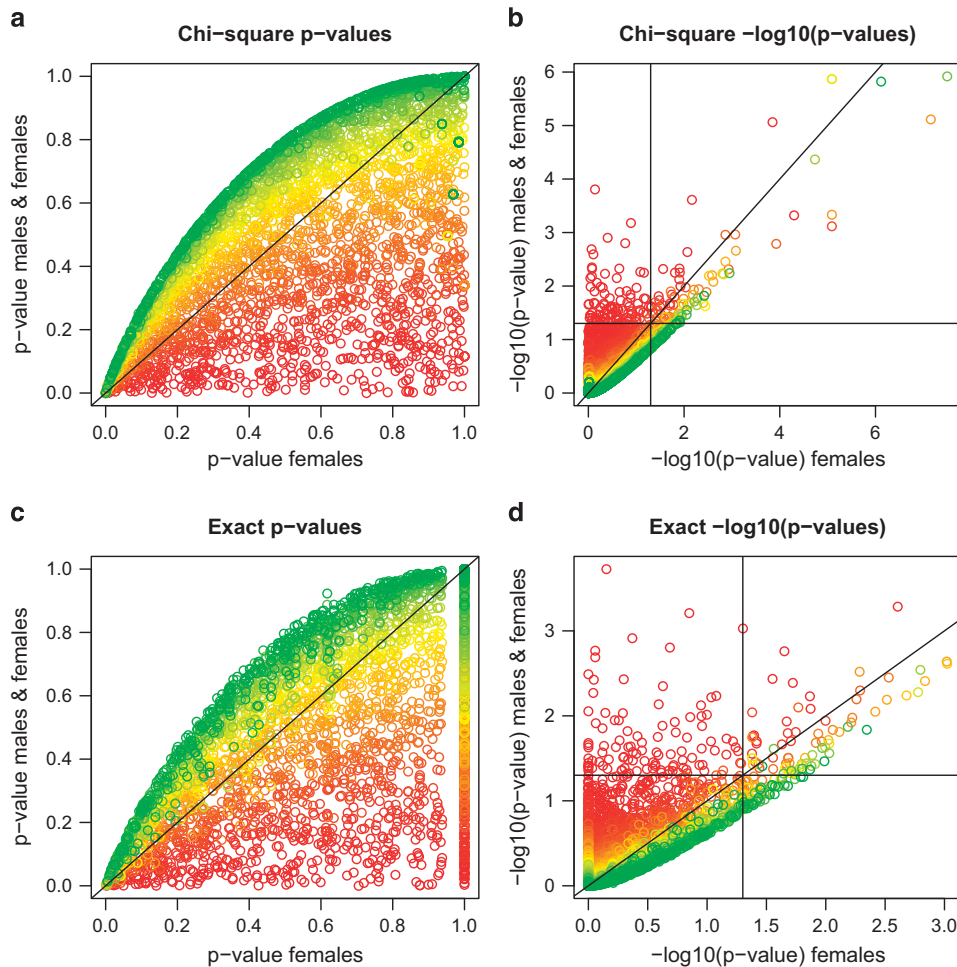 a
Chi−square p−values
p−value males & females
1.0
0.8
0.6
0.4
0.2
0.0
0.0 0.2 0.4 0.6 0.8 1.0
p−value females
b
Chi−square −log10(p−values)
−log10(p−value) males & females
6
5
4
3
2
1
0
0 2 4 6
−log10(p−value) females
c
Exact p−values
p−value males & females
1.0
0.8
0.6
0.4
0.2
0.0
0.0 0.2 0.4 0.6 0.8 1.0
p−value females
d
Exact −log10(p−values)
−log10(p−value) males & females
3
2
1
0
0.0 0.5 1.0 1.5 2.0 2.5 3.0
−log10(p−value) females